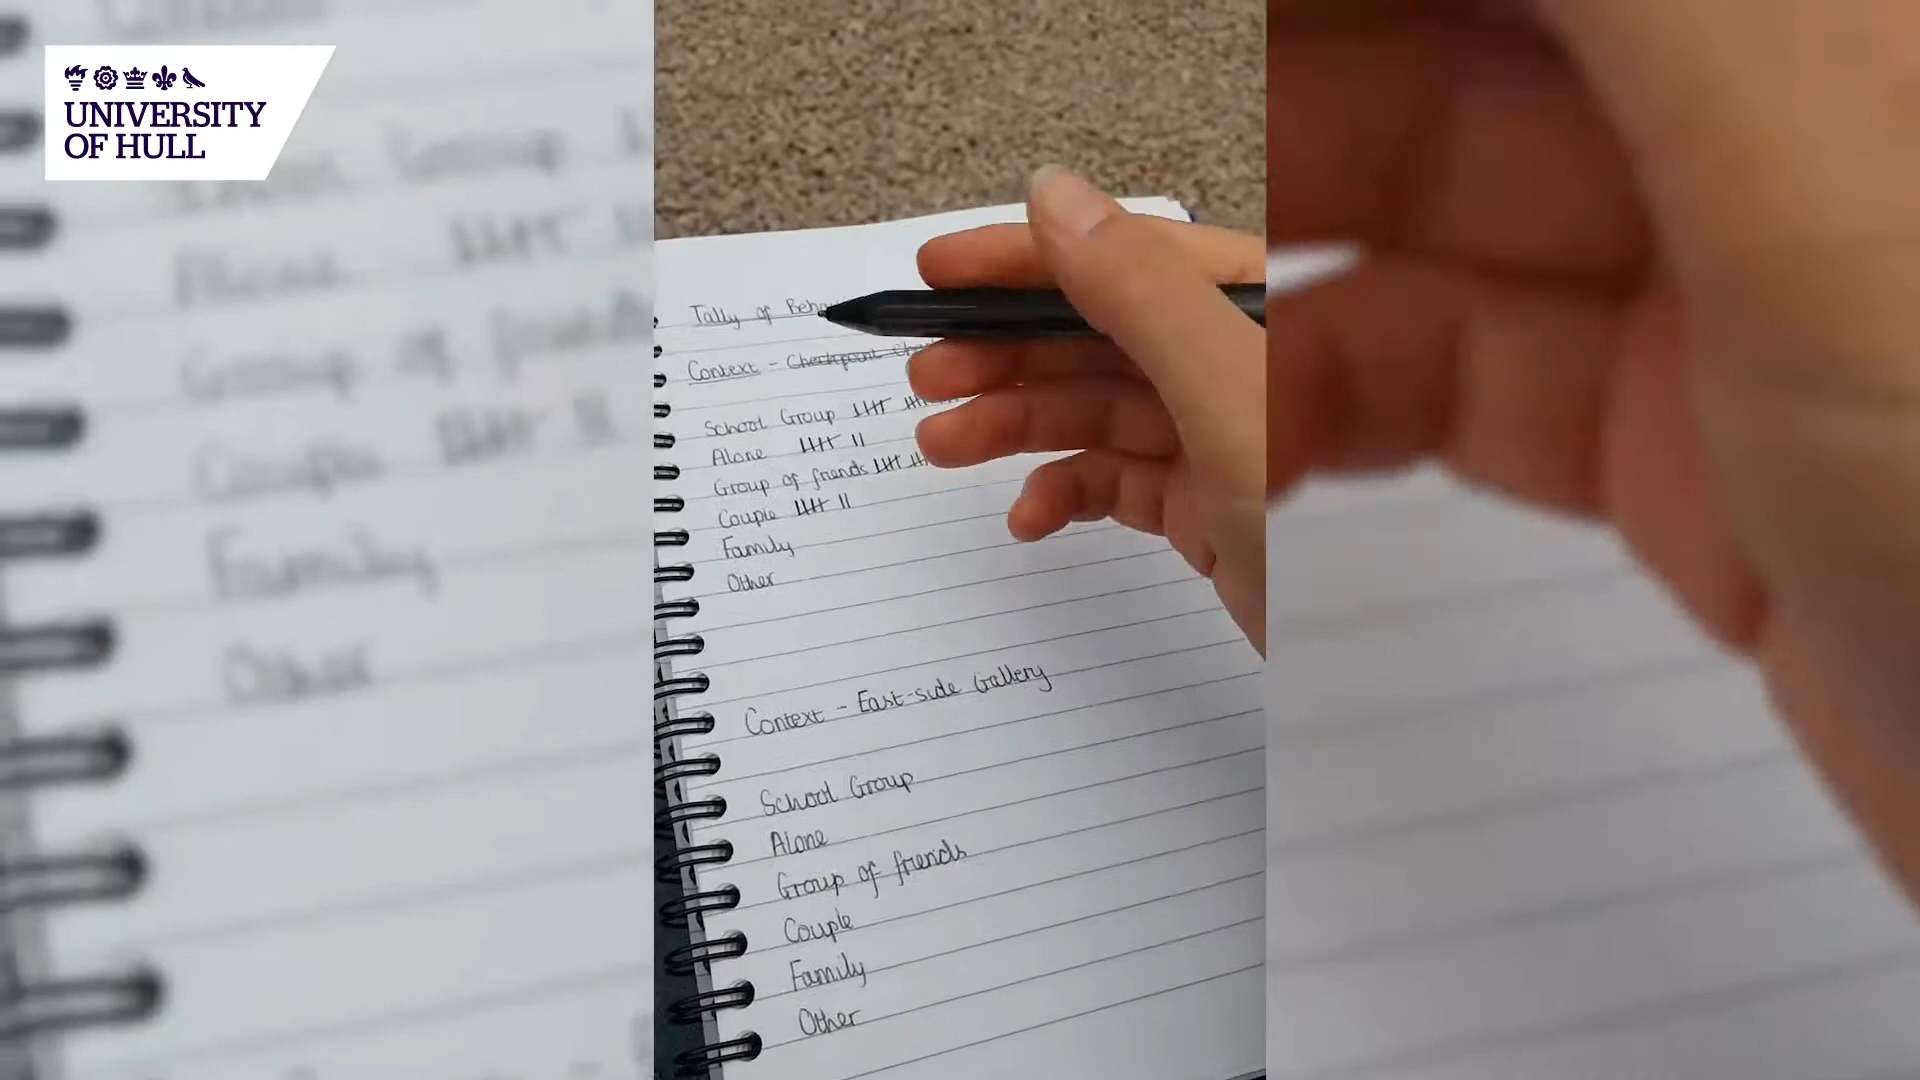 UNIVERSITY
OF HULL
Tally of
Context - Checkpoint
School Group
Alone
Group of friends
Couple
Family
Other
Context - East-side Gallery
School Group
Alone
Group of friends
Couple
Family
Other